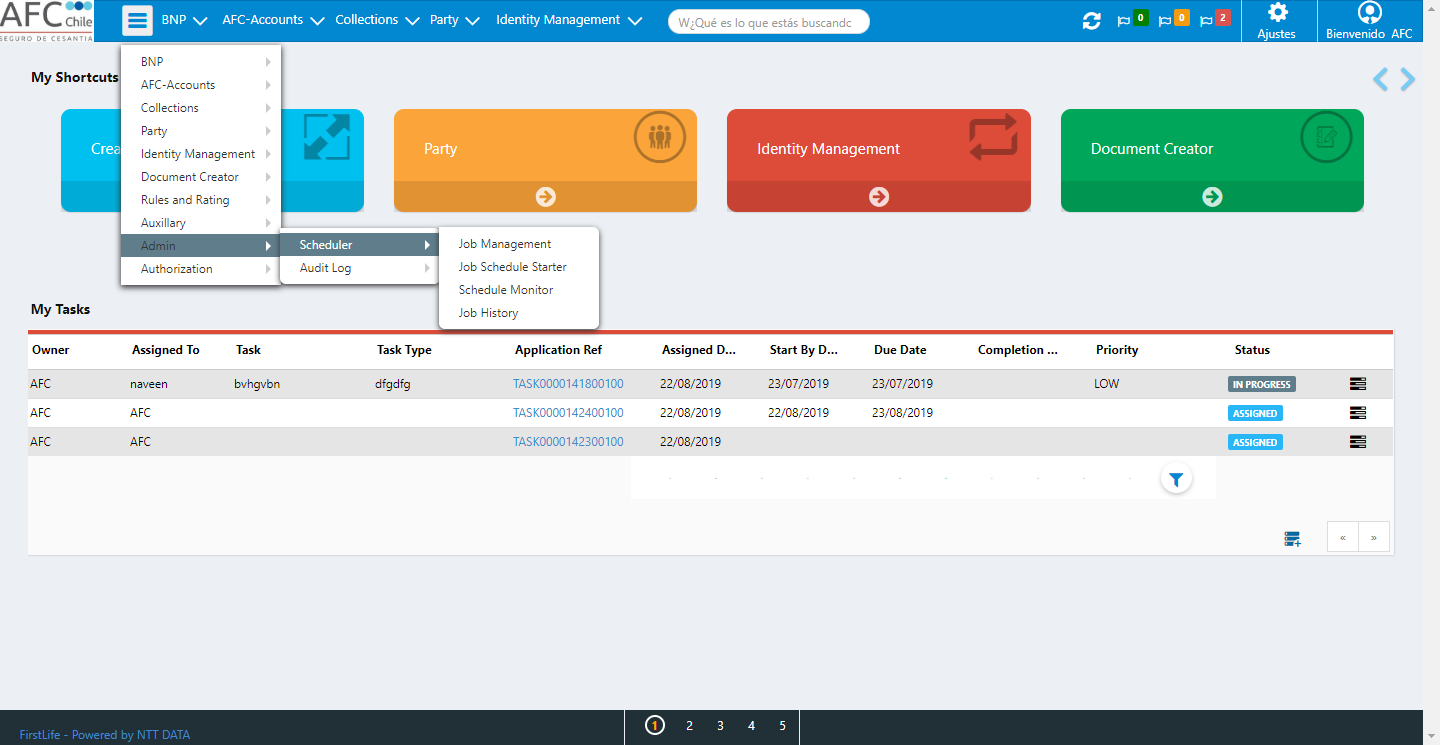 AFC Chile
SEGURO DE CESANTIA
BNP AFC-Accounts Collections Party Identity Management
W¿Qué es lo que estás buscandc
0 0 2
Ajustes
Bienvenido AFC
My Shortcuts
BNP
AFC-Accounts
Collections
Party
Identity Management
Document Creator
Rules and Rating
Auxillary
Admin
Authorization
Scheduler
Audit Log
Job Management
Job Schedule Starter
Schedule Monitor
Job History
Crea
Party
Identity Management
Document Creator
My Tasks
Owner Assigned To Task Task Type Application Ref Assigned D... Start By D... Due Date Completion ... Priority Status
AFC naveen bvhgvbn dfgdfg TASK0000141800100 22/08/2019 23/07/2019 23/07/2019 LOW IN PROGRESS
AFC AFC TASK0000142400100 22/08/2019 22/08/2019 23/08/2019 ASSIGNED
AFC AFC TASK0000142300100 22/08/2019 ASSIGNED
« »
FirstLife - Powered by NTT DATA
1 2 3 4 5